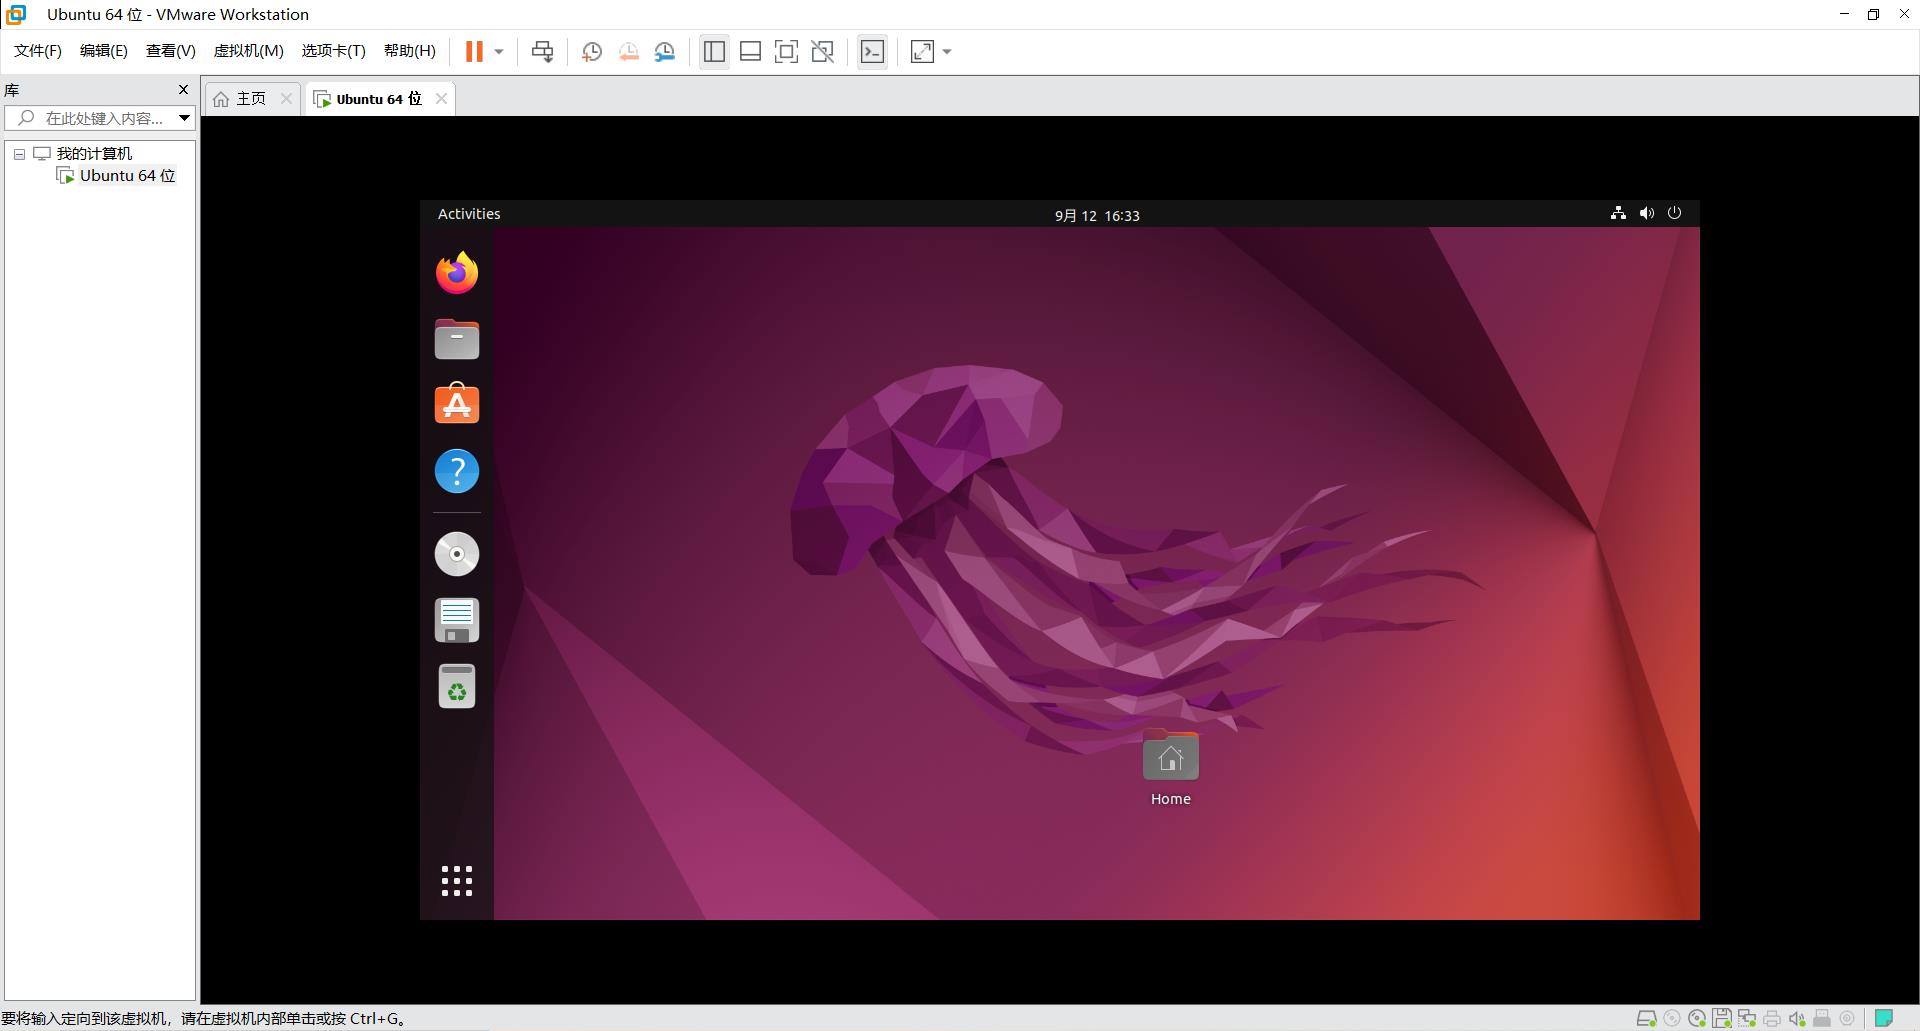 Ubuntu 64 位 - VMware Workstation
文件(F) 编辑(E) 查看(V) 虚拟机(M) 选项卡(T) 帮助(H)
库
主页
Ubuntu 64 位
在此处键入内容...
我的计算机
Ubuntu 64 位
Activities
9月 12 16:33
Home
要将输入定向到该虚拟机，请在虚拟机内部单击或按 Ctrl+G。